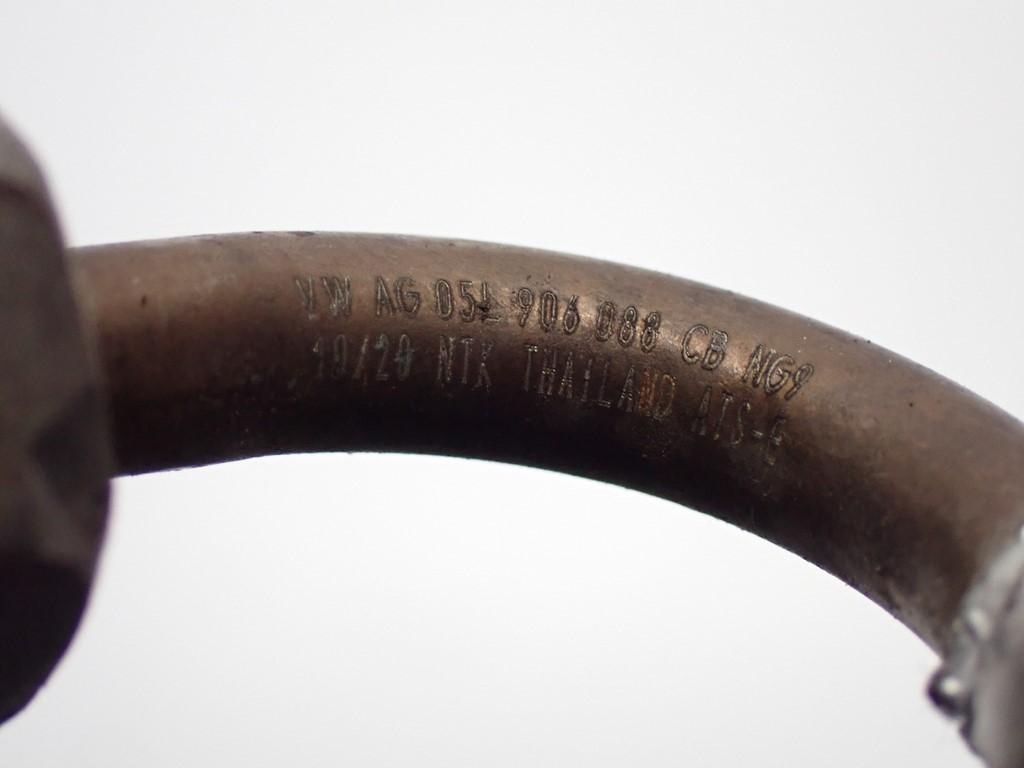 VW AG 05L 906 088 CB NG9
10/20 NTK THAILAND ATS-